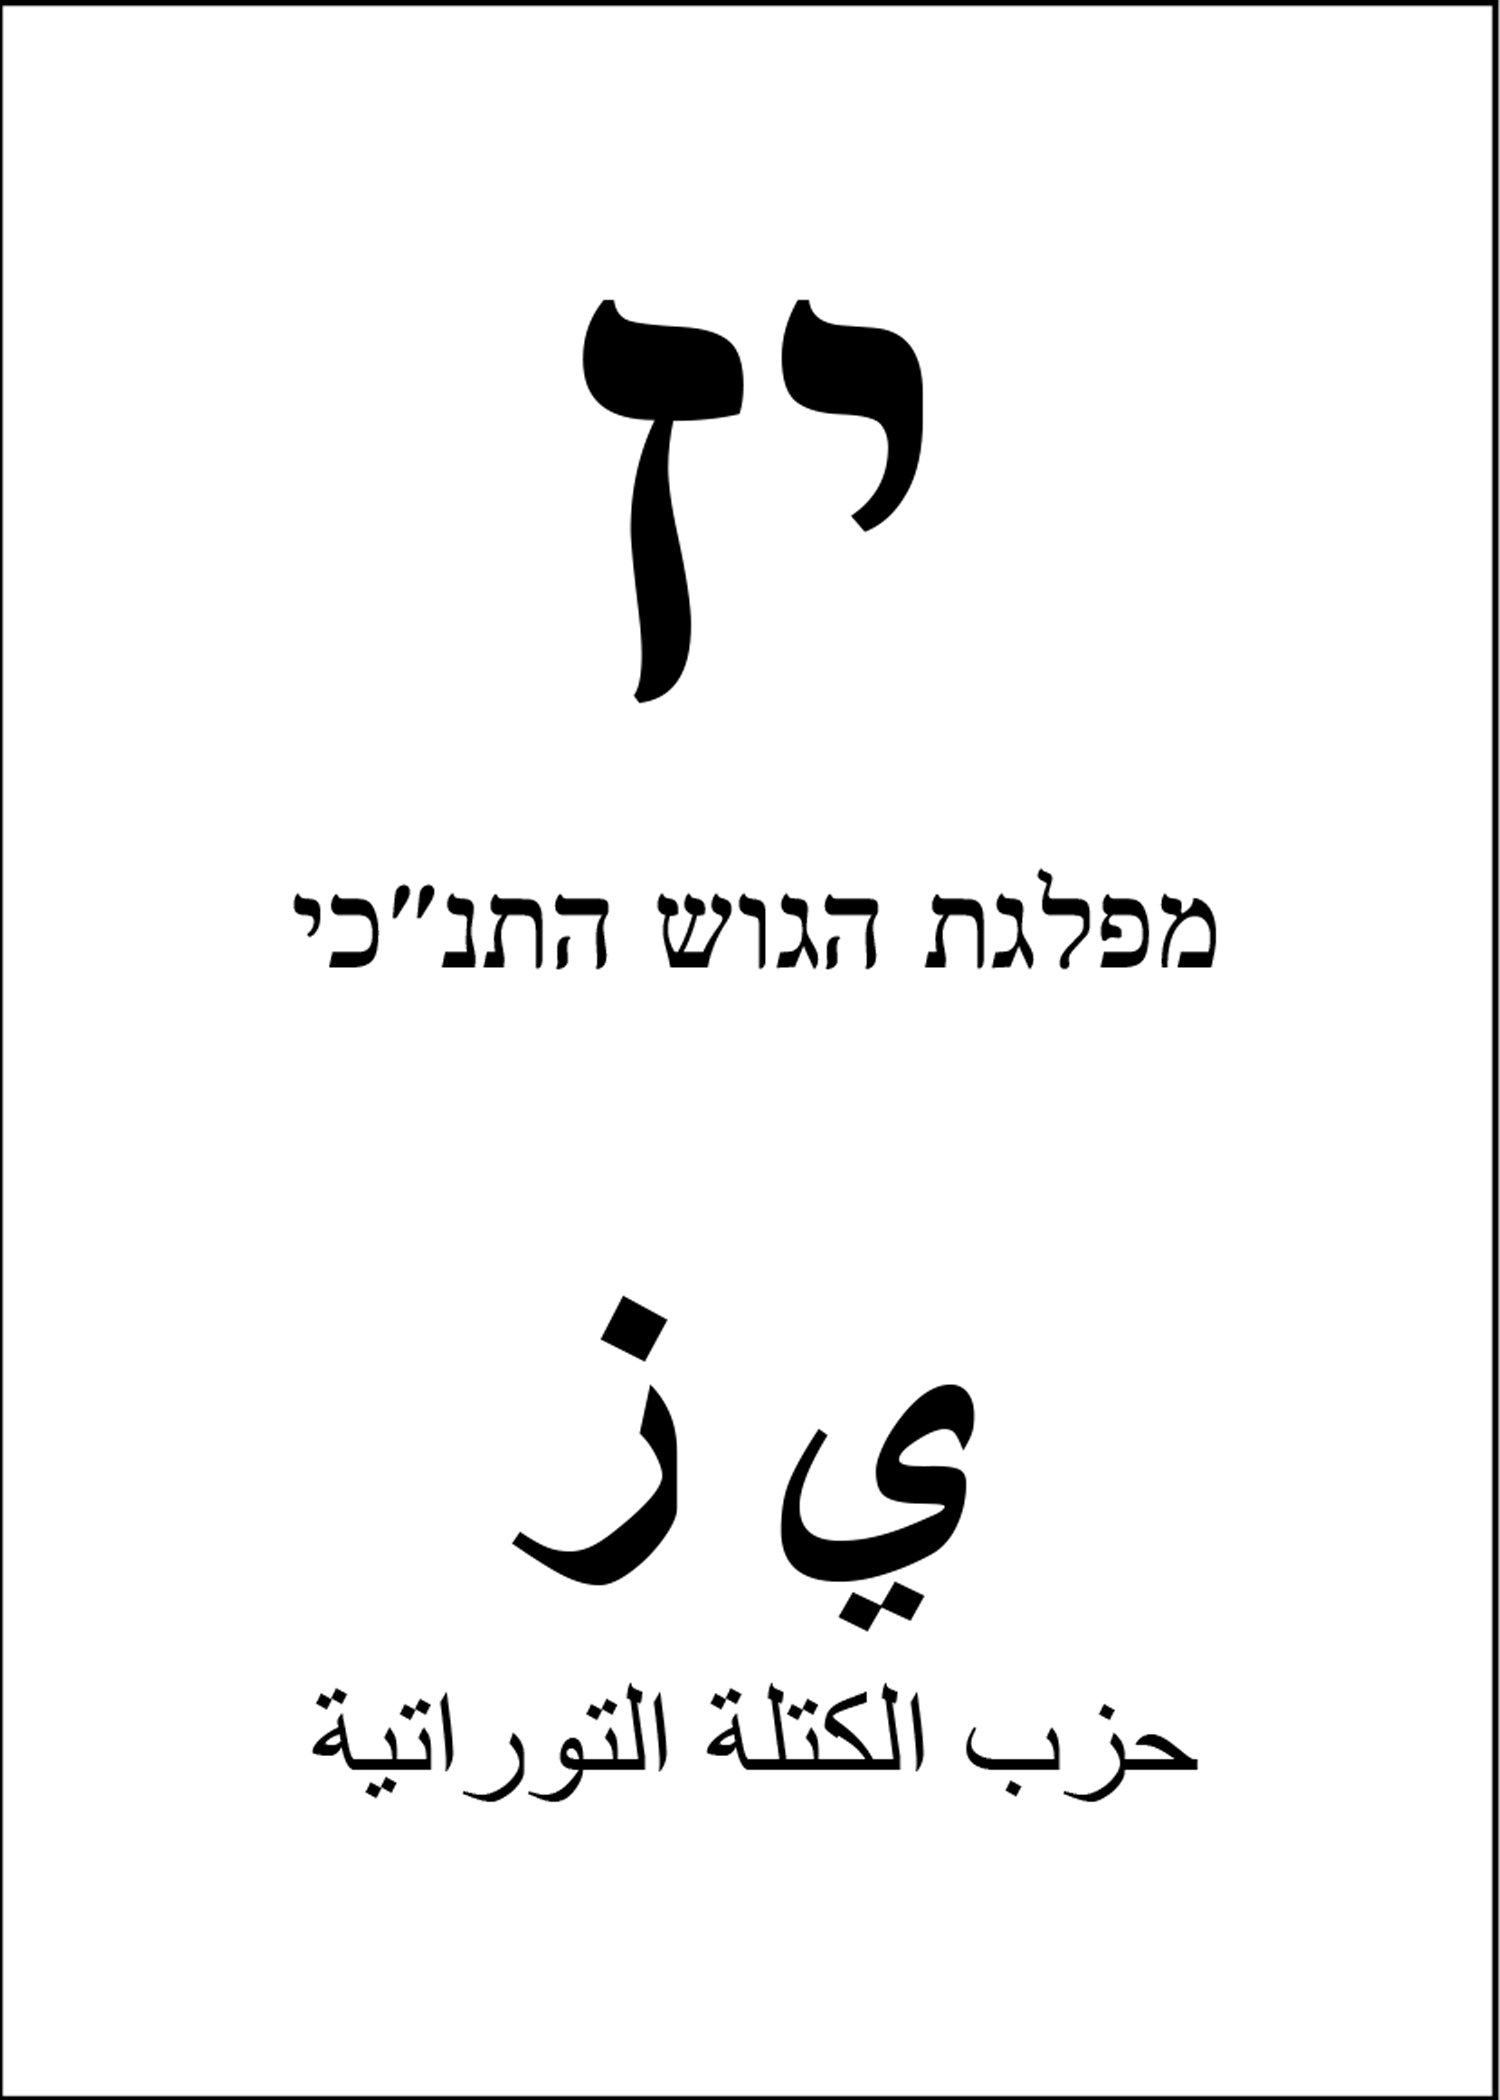 יז
מפלגת הגוש התנ"כי
ي ز
حزب الكتلة التوراتية